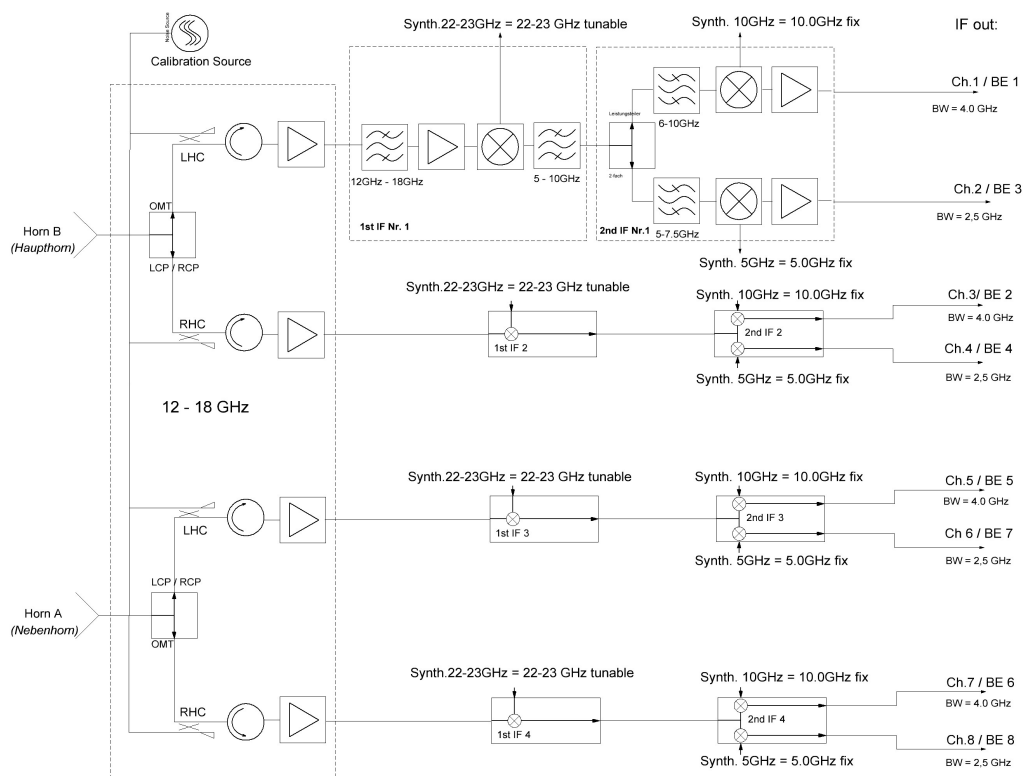 Synth.22-23GHz = 22-23 GHz tunable
Synth. 10GHz = 10.0GHz fix
IF out:
Noise Source
Calibration Source
Ch.1 / BE 1
BW = 4.0 GHz
Leistungsteiler
6-10GHz
LHC
12GHz - 18GHz
5 - 10GHz
2-fach
Ch.2 / BE 3
BW = 2,5 GHz
OMT
1st IF Nr. 1
2nd IF Nr.1
5-7.5GHz
Horn B
(Haupthorn)
LCP / RCP
Synth. 5GHz = 5.0GHz fix
Synth.22-23GHz = 22-23 GHz tunable
Synth. 10GHz = 10.0GHz fix
Ch.3/ BE 2
BW = 4.0 GHz
RHC
1st IF 2
2nd IF 2
Ch.4 / BE 4
Synth. 5GHz = 5.0GHz fix
BW = 2,5 GHz
12 - 18 GHz
Synth.22-23GHz = 22-23 GHz tunable
Synth. 10GHz = 10.0GHz fix
Ch.5 / BE 5
BW = 4.0 GHz
LHC
1st IF 3
2nd IF 3
Ch 6 / BE 7
Synth. 5GHz = 5.0GHz fix
BW = 2,5 GHz
LCP / RCP
Horn A
(Nebenhorn)
OMT
Synth.22-23GHz = 22-23 GHz tunable
Synth. 10GHz = 10.0GHz fix
Ch.7 / BE 6
BW = 4.0 GHz
RHC
1st IF 4
2nd IF 4
Ch.8 / BE 8
Synth. 5GHz = 5.0GHz fix
BW = 2,5 GHz